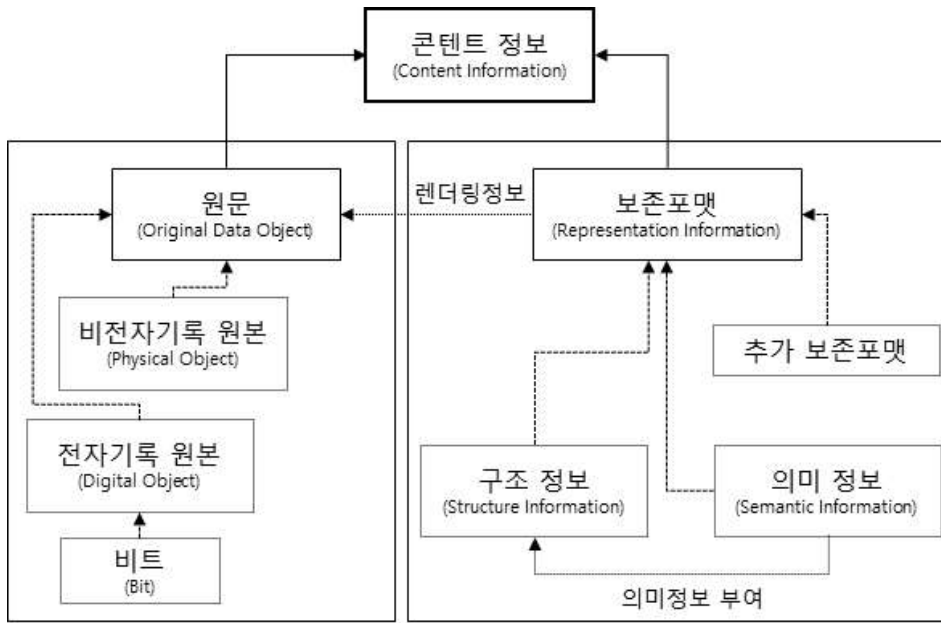 콘텐트 정보
(Content Information)
원문
(Original Data Object)
렌더링정보
보존포맷
(Representation Information)
비전자기록 원본
(Physical Object)
추가 보존포맷
전자기록 원본
(Digital Object)
구조 정보
(Structure Information)
의미 정보
(Semantic Information)
비트
(Bit)
의미정보 부여